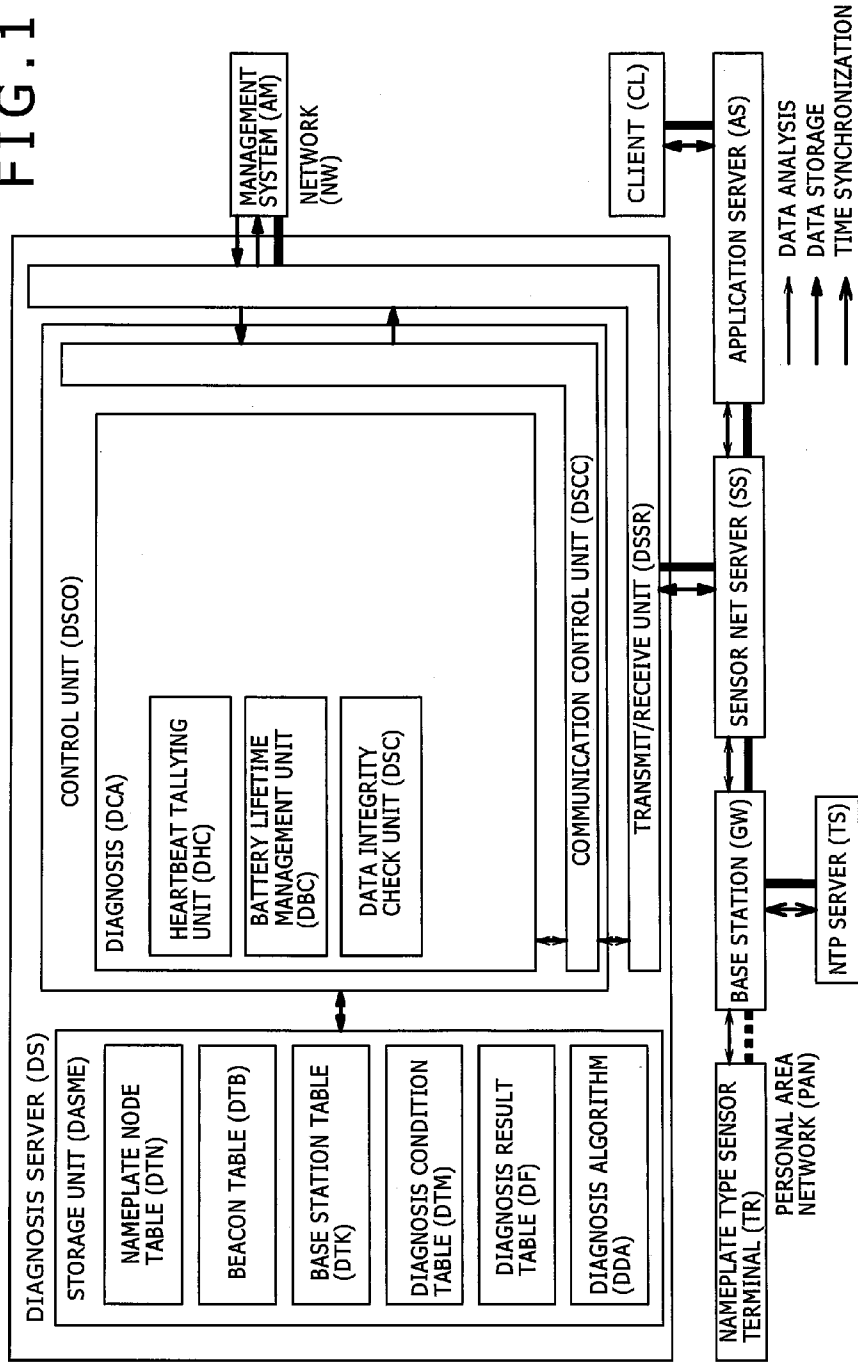 FIG.1
DIAGNOSIS SERVER (DS)
STORAGE UNIT (DASME)
NAMEPLATE NODE
TABLE (DTN)
BEACON TABLE (DTB)
BASE STATION TABLE
(DTK)
DIAGNOSIS CONDITION
TABLE (DTM)
DIAGNOSIS RESULT
TABLE (DF)
DIAGNOSIS ALGORITHM
(DDA)
CONTROL UNIT (DSCO)
DIAGNOSIS (DCA)
HEARTBEAT TALLYING
UNIT (DHC)
BATTERY LIFETIME
MANAGEMENT UNIT
(DBC)
DATA INTEGRITY
CHECK UNIT (DSC)
COMMUNICATION CONTROL UNIT (DSCC)
TRANSMIT/RECEIVE UNIT (DSSR)
MANAGEMENT
SYSTEM (AM)
NETWORK
(NW)
NAMEPLATE TYPE SENSOR
TERMINAL (TR)
PERSONAL AREA
NETWORK (PAN)
BASE STATION (GW)
NTP SERVER (TS)
SENSOR NET SERVER (SS)
APPLICATION SERVER (AS)
CLIENT (CL)
DATA ANALYSIS
DATA STORAGE
TIME SYNCHRONIZATION